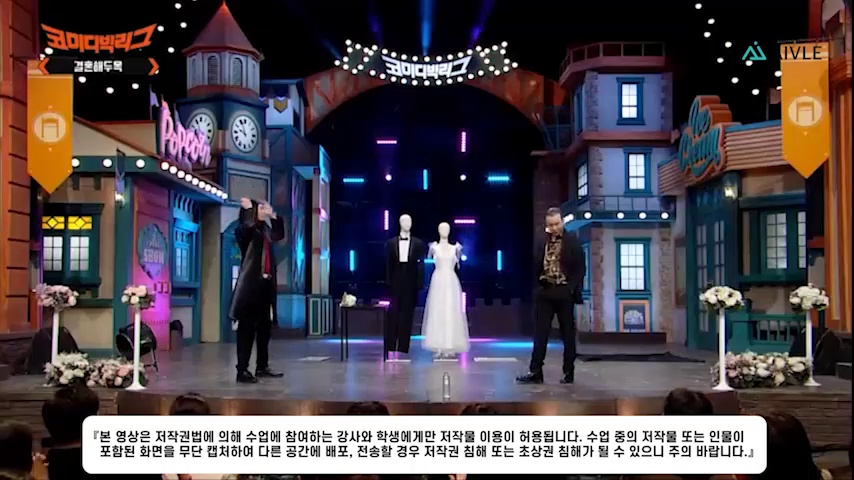 코미디빅리그
결혼해두목
코미디빅리그
AIVLE
POPCORN
SHOW
『본 영상은 저작권법에 의해 수업에 참여하는 강사와 학생에게만 저작물 이용이 허용됩니다. 수업 중의 저작물 또는 인물이
포함된 화면을 무단 캡처하여 다른 공간에 배포, 전송할 경우 저작권 침해 또는 초상권 침해가 될 수 있으니 주의 바랍니다.』